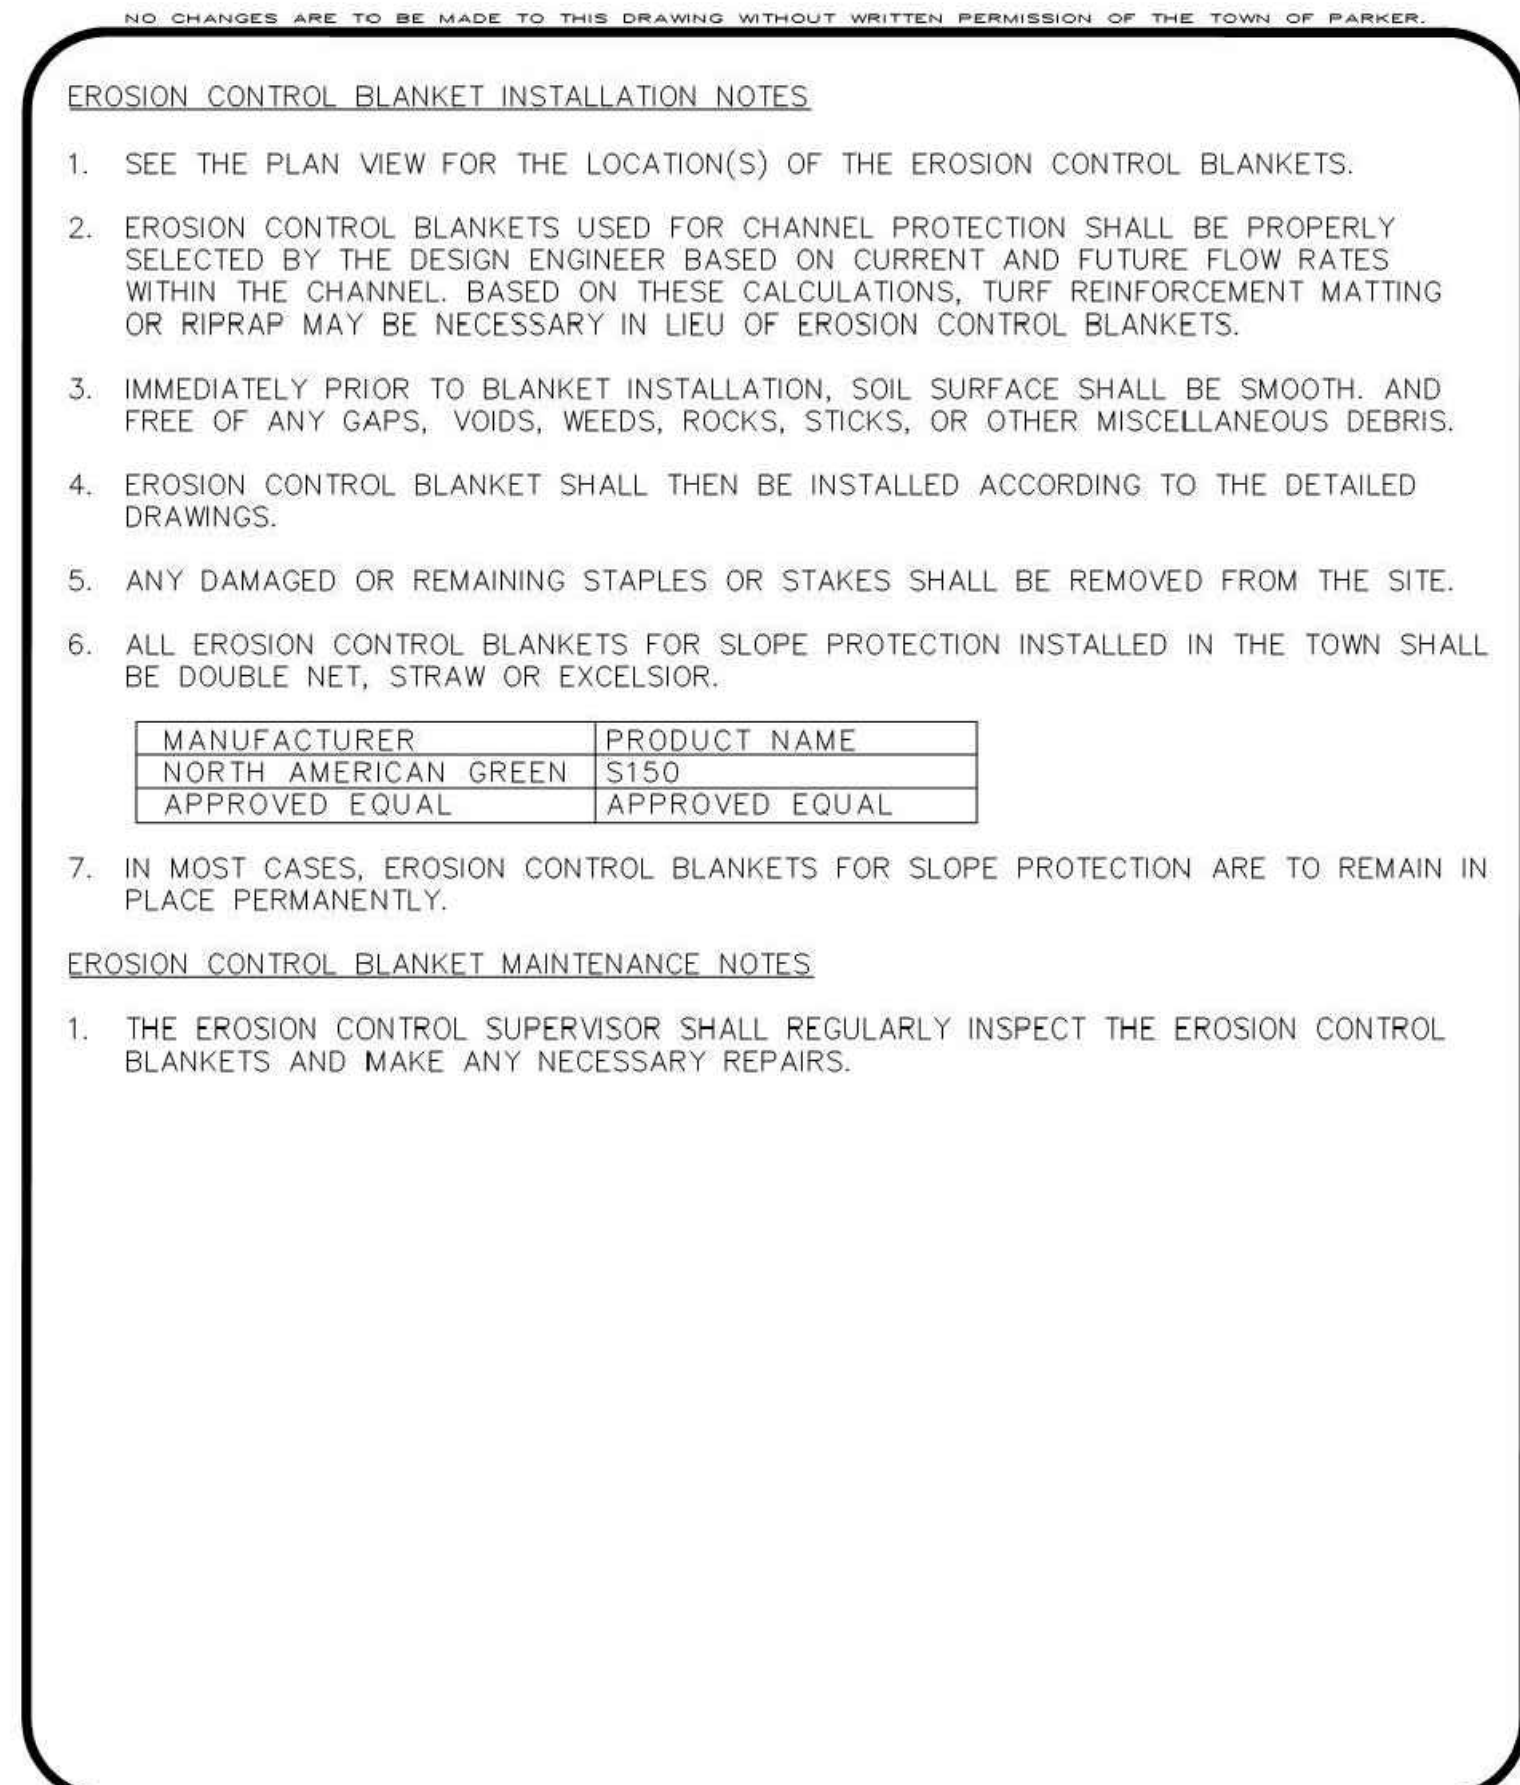 NO CHANGES ARE TO BE MADE TO THIS DRAWING WITHOUT WRITTEN PERMISSION OF THE TOWN OF PARKER.
EROSION CONTROL BLANKET INSTALLATION NOTES
1. SEE THE PLAN VIEW FOR THE LOCATION(S) OF THE EROSION CONTROL BLANKETS.
2. EROSION CONTROL BLANKETS USED FOR CHANNEL PROTECTION SHALL BE PROPERLY
SELECTED BY THE DESIGN ENGINEER BASED ON CURRENT AND FUTURE FLOW RATES
WITHIN THE CHANNEL. BASED ON THESE CALCULATIONS, TURF REINFORCEMENT MATTING
OR RIPRAP MAY BE NECESSARY IN LIEU OF EROSION CONTROL BLANKETS.
3. IMMEDIATELY PRIOR TO BLANKET INSTALLATION, SOIL SURFACE SHALL BE SMOOTH. AND
FREE OF ANY GAPS, VOIDS, WEEDS, ROCKS, STICKS, OR OTHER MISCELLANEOUS DEBRIS.
4. EROSION CONTROL BLANKET SHALL THEN BE INSTALLED ACCORDING TO THE DETAILED
DRAWINGS.
5. ANY DAMAGED OR REMAINING STAPLES OR STAKES SHALL BE REMOVED FROM THE SITE.
6. ALL EROSION CONTROL BLANKETS FOR SLOPE PROTECTION INSTALLED IN THE TOWN SHALL
BE DOUBLE NET, STRAW OR EXCELSIOR.
MANUFACTURER PRODUCT NAME
NORTH AMERICAN GREEN S150
APPROVED EQUAL APPROVED EQUAL
7. IN MOST CASES, EROSION CONTROL BLANKETS FOR SLOPE PROTECTION ARE TO REMAIN IN
PLACE PERMANENTLY.
EROSION CONTROL BLANKET MAINTENANCE NOTES
1. THE EROSION CONTROL SUPERVISOR SHALL REGULARLY INSPECT THE EROSION CONTROL
BLANKETS AND MAKE ANY NECESSARY REPAIRS.